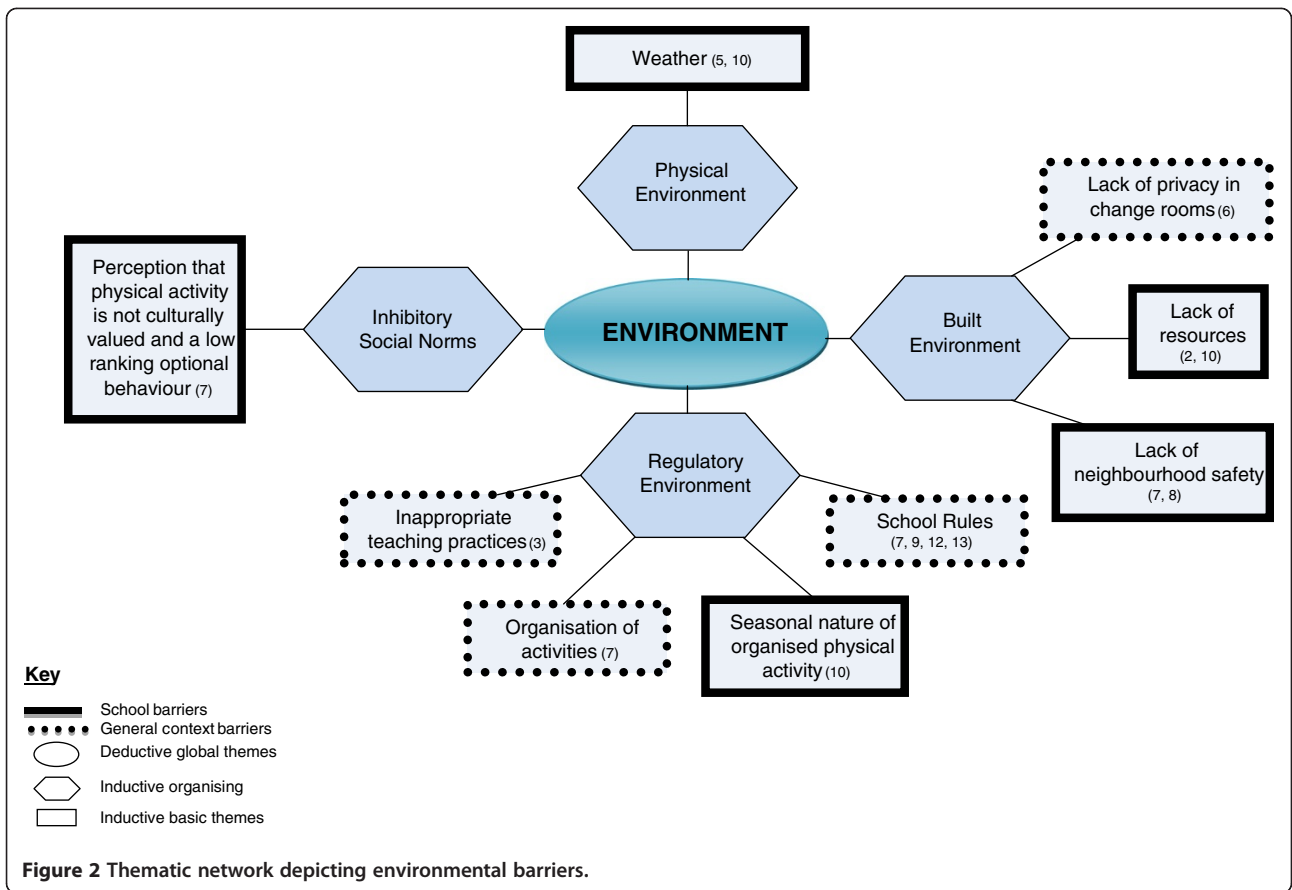 Weather (5, 10)
Physical
Environment
Lack of privacy in
change rooms (6)
Perception that
physical activity
is not culturally
valued and a low
ranking optional
behaviour (7)
Inhibitory
Social Norms
ENVIRONMENT
Built
Environment
Lack of
resources
(2, 10)
Lack of
neighbourhood safety
(7, 8)
Regulatory
Environment
Inappropriate
teaching practices (3)
School Rules
(7, 9, 12, 13)
Organisation of
activities (7)
Seasonal nature of
organised physical
activity (10)
Key
School barriers
General context barriers
Deductive global themes
Inductive organising
Inductive basic themes
Figure 2 Thematic network depicting environmental barriers.